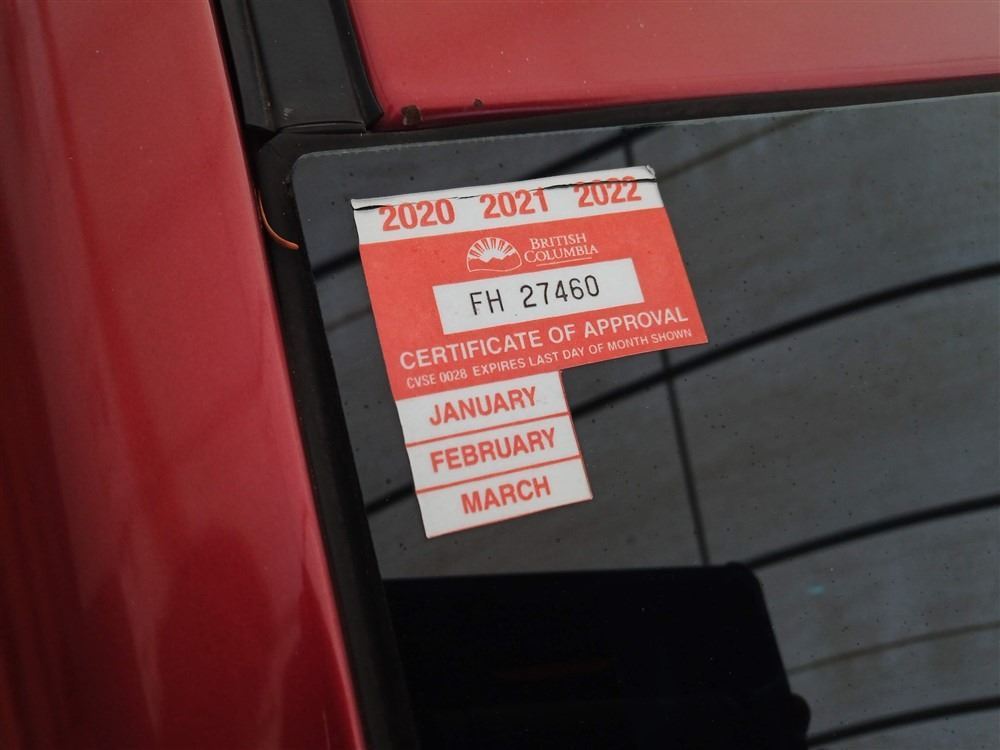 2020 2021 2022
BRITISH
COLUMBIA
FH 27460
CERTIFICATE OF APPROVAL
CVSE 0028 EXPIRES LAST DAY OF MONTH SHOWN
JANUARY
FEBRUARY
MARCH